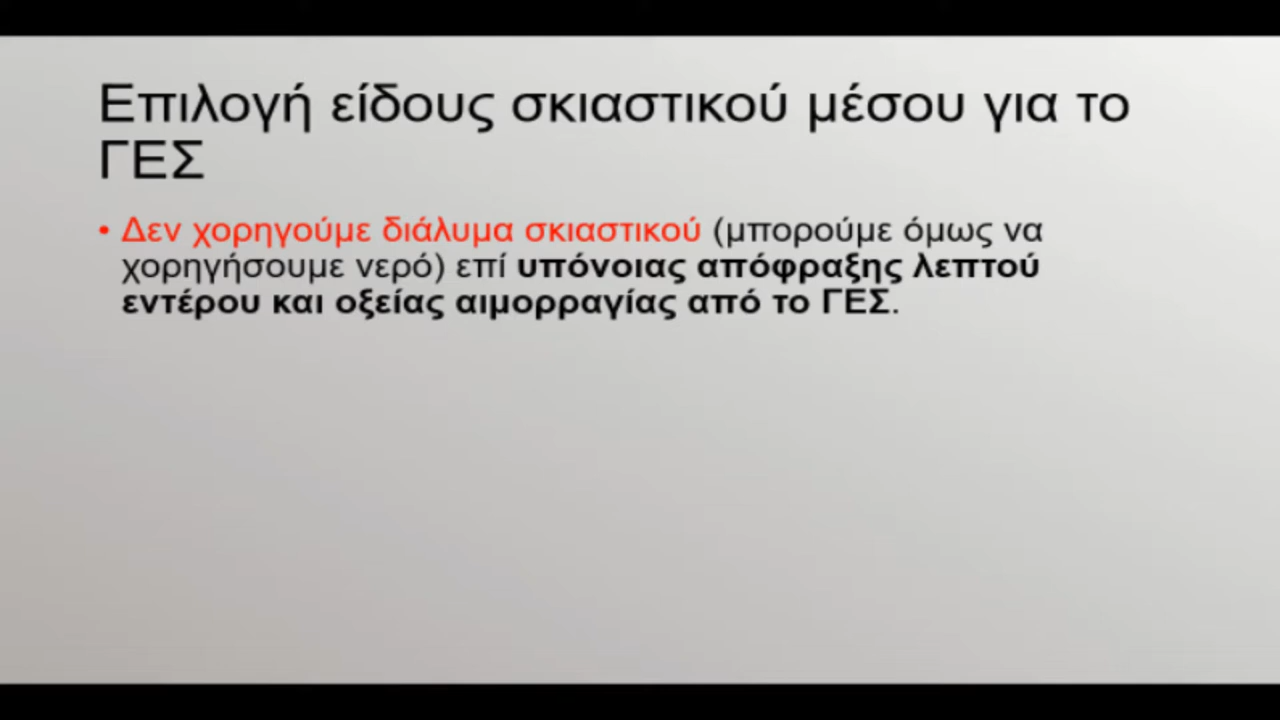 Επιλογή είδους σκιαστικού μέσου για το
ΓΕΣ
• Δεν χορηγούμε διάλυμα σκιαστικού (μπορούμε όμως να
χορηγήσουμε νερό) επί υπόνοιας απόφραξης λεπτού
εντέρου και οξείας αιμορραγίας από το ΓΕΣ.